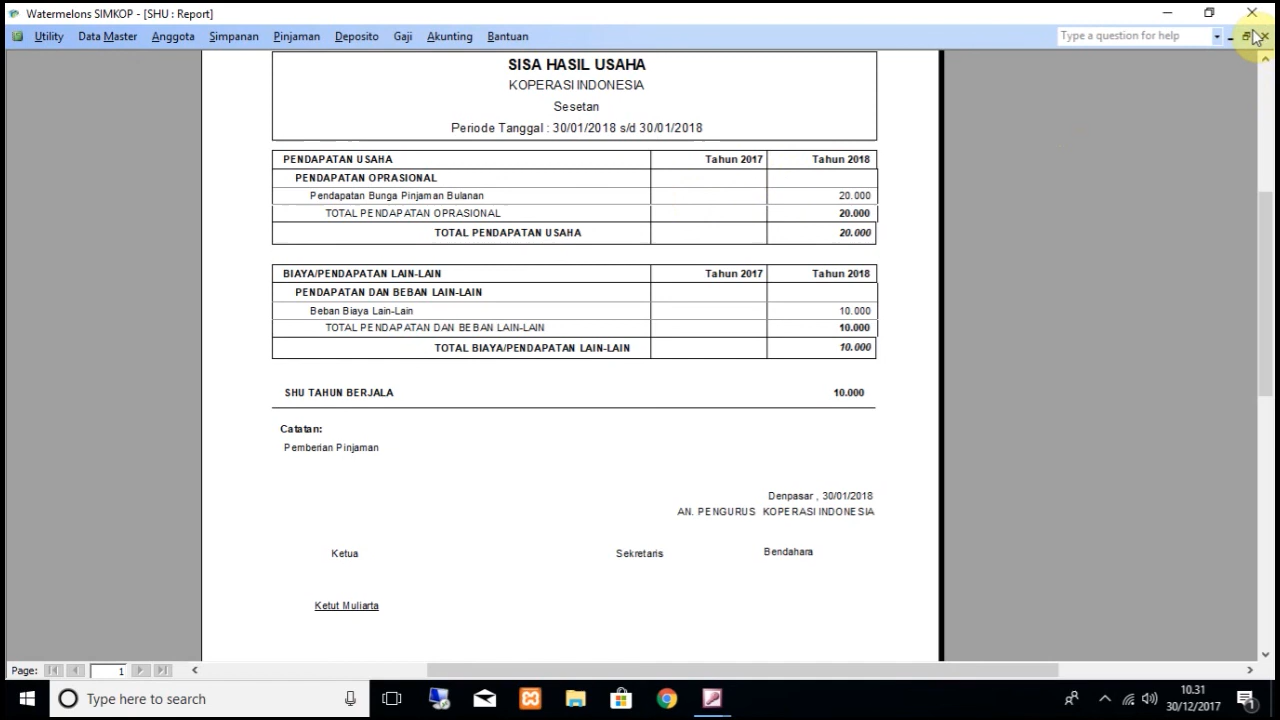 Watermelons SIMKOP - [SHU : Report]
Utility Data Master Anggota Simpanan Pinjaman Deposito Gaji Akunting Bantuan Type a question for help
SISA HASIL USAHA
KOPERASI INDONESIA
Sesetan
Periode Tanggal : 30/01/2018 s/d 30/01/2018
PENDAPATAN USAHA Tahun 2017 Tahun 2018
PENDAPATAN OPRASIONAL
Pendapatan Bunga Pinjaman Bulanan 20.000
TOTAL PENDAPATAN OPRASIONAL 20.000
TOTAL PENDAPATAN USAHA 20.000
BIAYA/PENDAPATAN LAIN-LAIN Tahun 2017 Tahun 2018
PENDAPATAN DAN BEBAN LAIN-LAIN
Beban Biaya Lain-Lain 10.000
TOTAL PENDAPATAN DAN BEBAN LAIN-LAIN 10.000
TOTAL BIAYA/PENDAPATAN LAIN-LAIN 10.000
SHU TAHUN BERJALA 10.000
Catatan:
Pemberian Pinjaman
Denpasar , 30/01/2018
AN. PENGURUS KOPERASI INDONESIA
Ketua Sekretaris Bendahara
Ketut Muliarta
Page: 1
Type here to search
10.31
30/12/2017
1